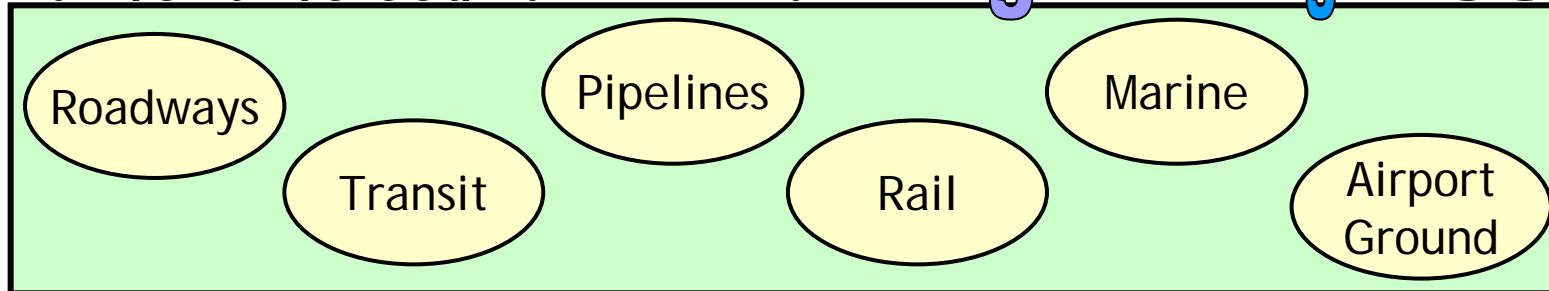 Roadways
Transit
Pipelines
Rail
Marine
Airport
Ground